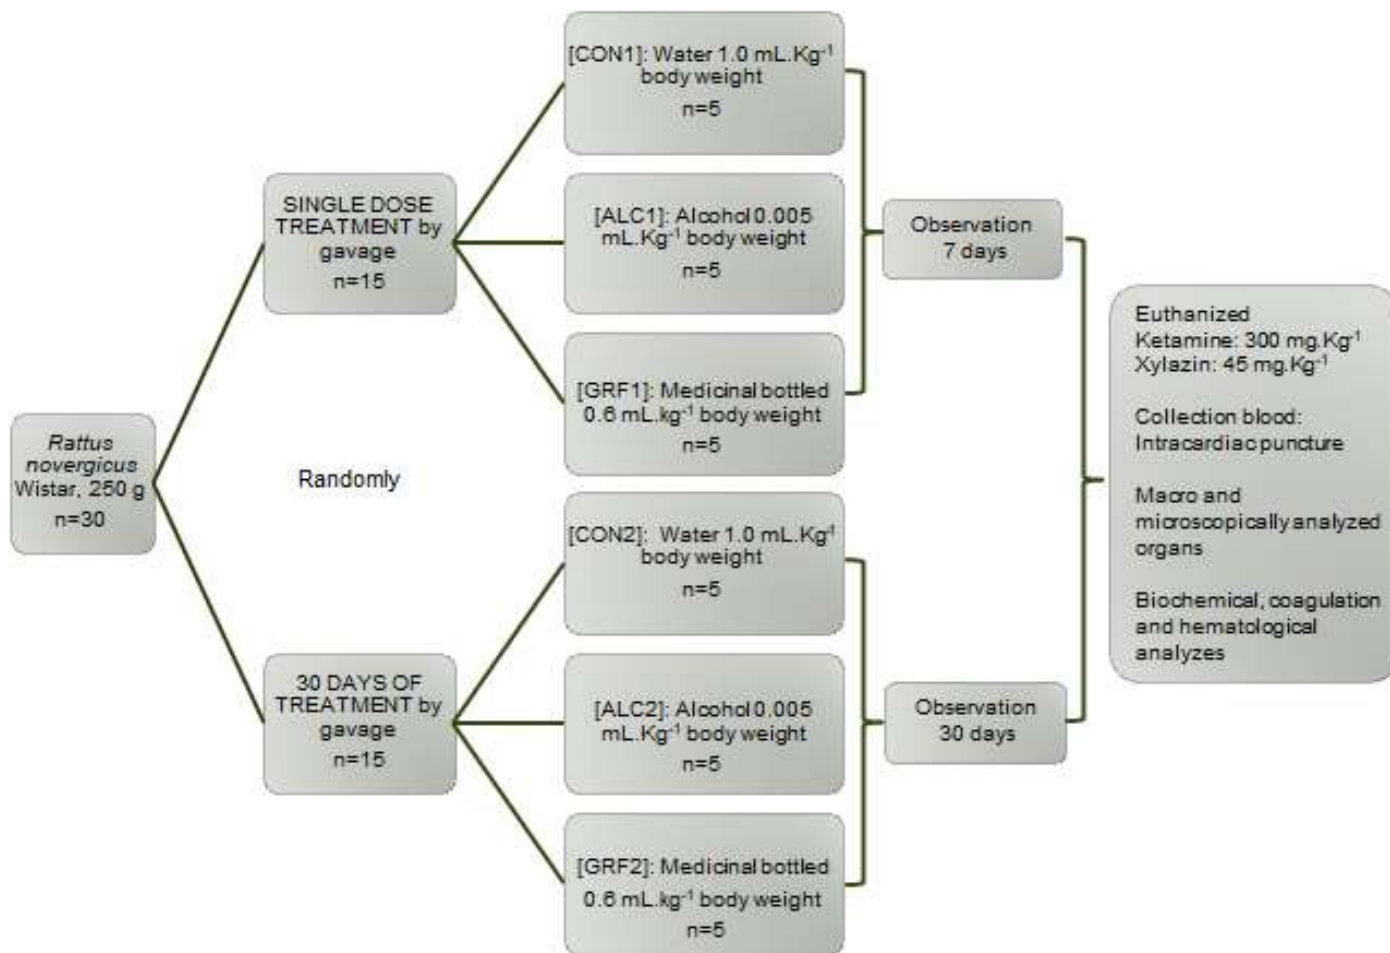 Rattus
novergicus
Wistar, 250 g
n=30
Randomly
SINGLE DOSE
TREATMENT by
gavage
n=15
30 DAYS OF
TREATMENT by
gavage
n=15
[CON1]: Water 1.0 mL.Kg⁻¹
body weight
n=5
[ALC1]: Alcohol 0.005
mL.Kg⁻¹ body weight
n=5
[GRF1]: Medicinal bottled
0.6 mL.kg⁻¹ body weight
n=5
[CON2]: Water 1.0 mL.Kg⁻¹
body weight
n=5
[ALC2]: Alcohol 0.005
mL.Kg⁻¹ body weight
n=5
[GRF2]: Medicinal bottled
0.6 mL.kg⁻¹ body weight
n=5
Observation
7 days
Observation
30 days
Euthanized
Ketamine: 300 mg.Kg⁻¹
Xylazin: 45 mg.Kg⁻¹
Collection blood:
Intracardiac puncture
Macro and
microscopically analyzed
organs
Biochemical, coagulation
and hematological
analyzes